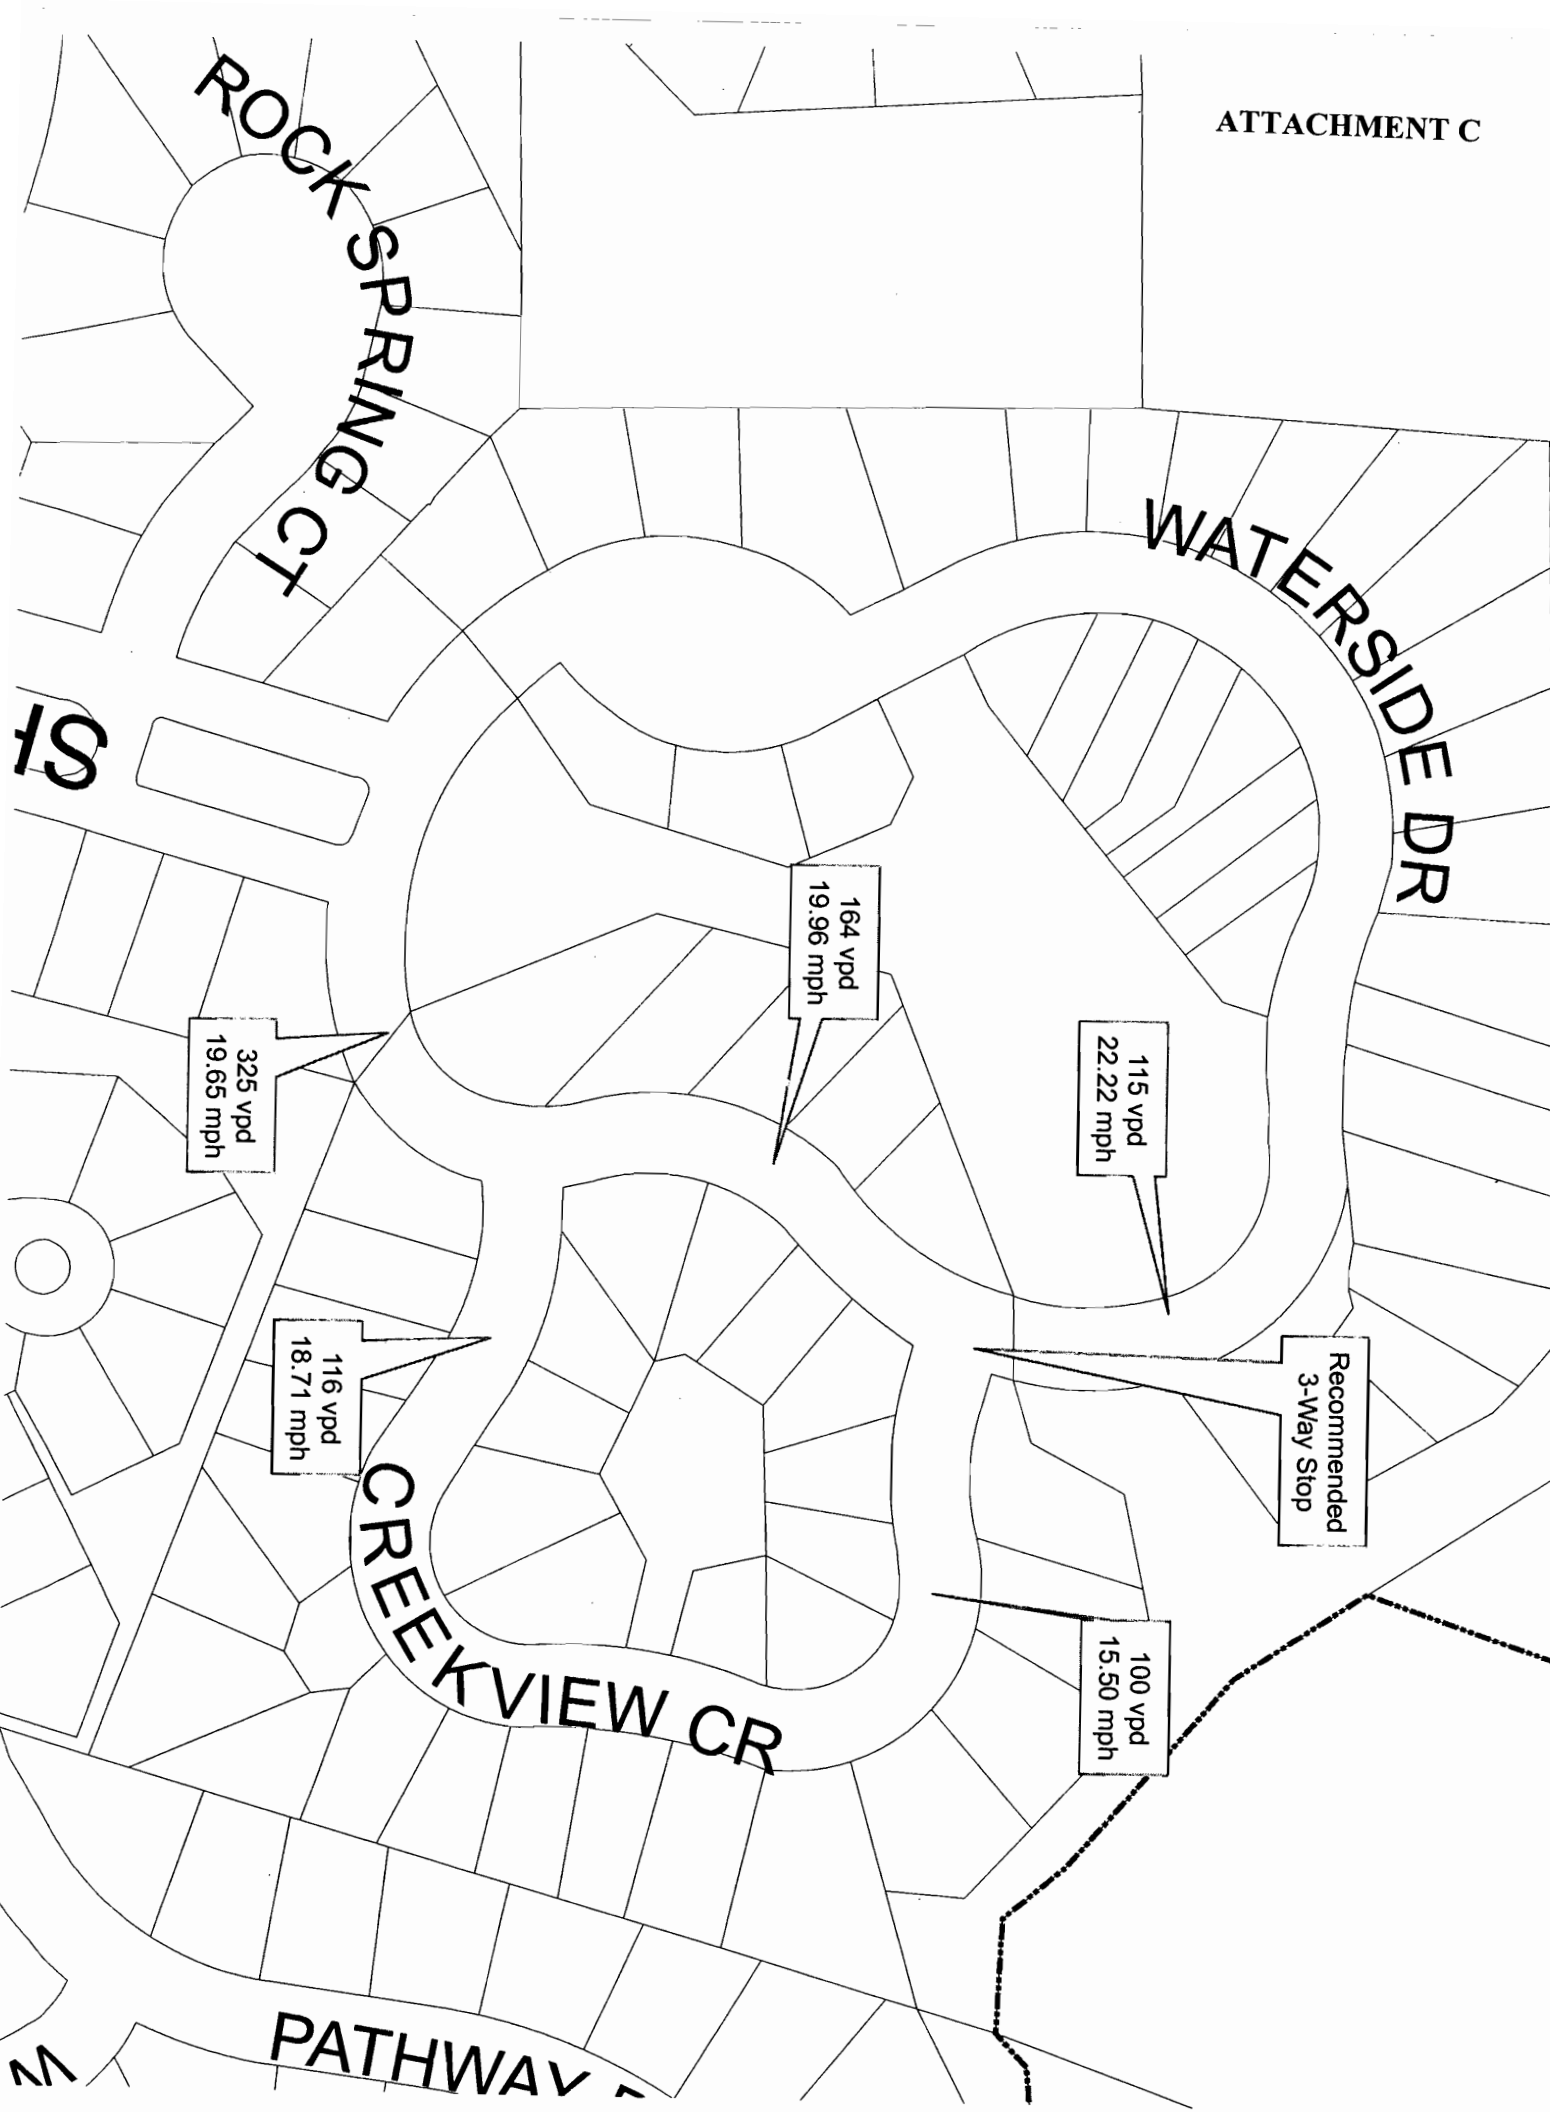 ATTACHMENT C
ROCK SPRING CT
WATERSIDE DR
164 vpd
19.96 mph
115 vpd
22.22 mph
325 vpd
19.65 mph
116 vpd
18.71 mph
Recommended
3-Way Stop
100 vpd
15.50 mph
CREEKVIEW CR
PATHWAY